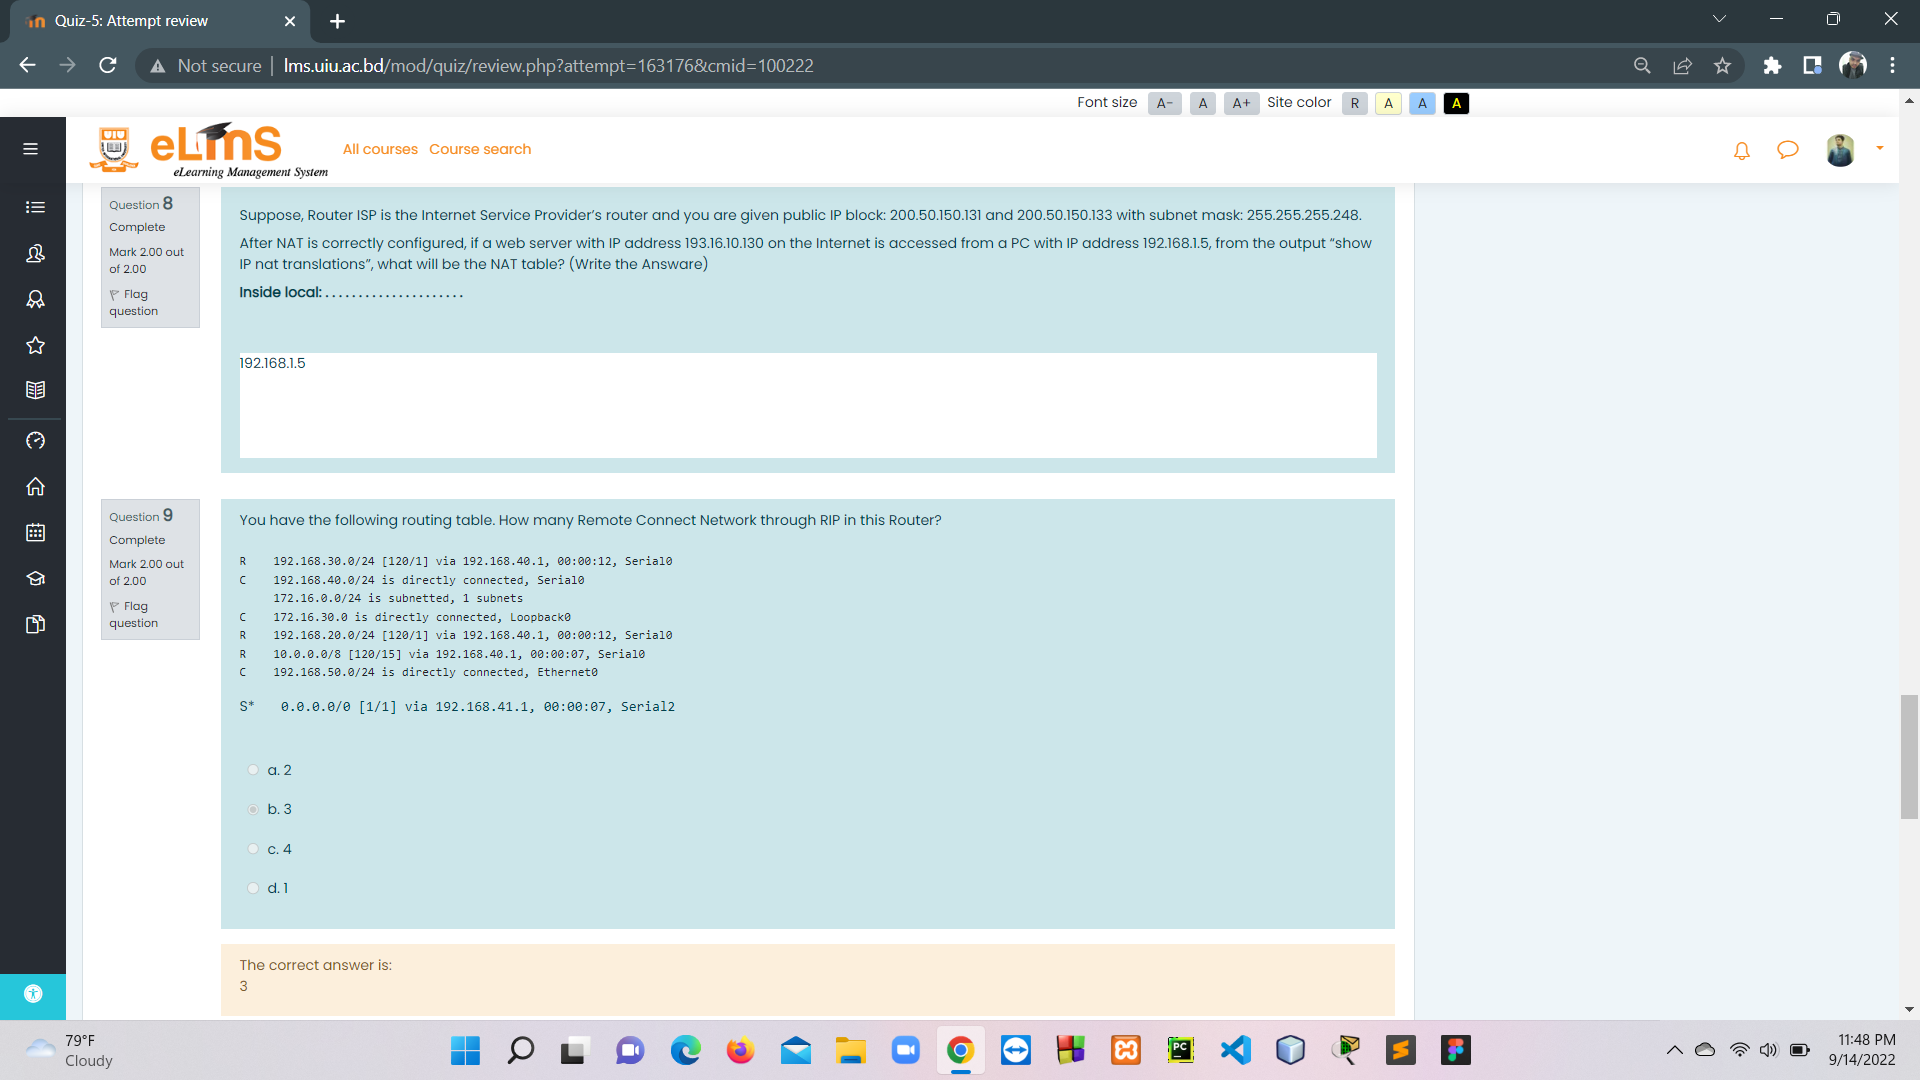 Quiz-5: Attempt review
Not secure | lms.uiu.ac.bd/mod/quiz/review.php?attempt=163176&cmid=100222
Font size A- A A+ Site color R A A A
UIU eLmS
eLearning Management System
All courses Course search
Question 8
Complete
Mark 2.00 out
of 2.00
Flag
question
Suppose, Router ISP is the Internet Service Provider's router and you are given public IP block: 200.50.150.131 and 200.50.150.133 with subnet mask: 255.255.255.248.
After NAT is correctly configured, if a web server with IP address 193.16.10.130 on the Internet is accessed from a PC with IP address 192.168.1.5, from the output "show
IP nat translations", what will be the NAT table? (Write the Answare)
Inside local: . . . . . . . . . . . . . . . . . . . . .
192.168.1.5
Question 9
Complete
Mark 2.00 out
of 2.00
Flag
question
You have the following routing table. How many Remote Connect Network through RIP in this Router?
R 192.168.30.0/24 [120/1] via 192.168.40.1, 00:00:12, Serial0
C 192.168.40.0/24 is directly connected, Serial0
172.16.0.0/24 is subnetted, 1 subnets
C 172.16.30.0 is directly connected, Loopback0
R 192.168.20.0/24 [120/1] via 192.168.40.1, 00:00:12, Serial0
R 10.0.0.0/8 [120/15] via 192.168.40.1, 00:00:07, Serial0
C 192.168.50.0/24 is directly connected, Ethernet0
S* 0.0.0.0/0 [1/1] via 192.168.41.1, 00:00:07, Serial2
a. 2
b. 3
c. 4
d. 1
The correct answer is:
3
79°F
Cloudy
PC
11:48 PM
9/14/2022